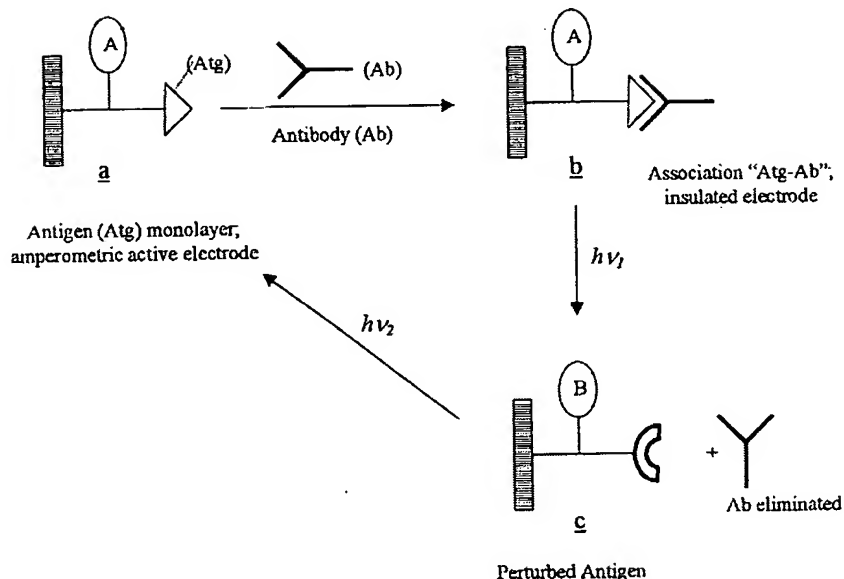 A
(Atg)
(Ab)
Antibody (Ab)
a
Antigen (Atg) monolayer;
amperometric active electrode
A
b
Association “Atg-Ab”;
insulated electrode
hν1
hν2
B
+
c
Ab eliminated
Perturbed Antigen